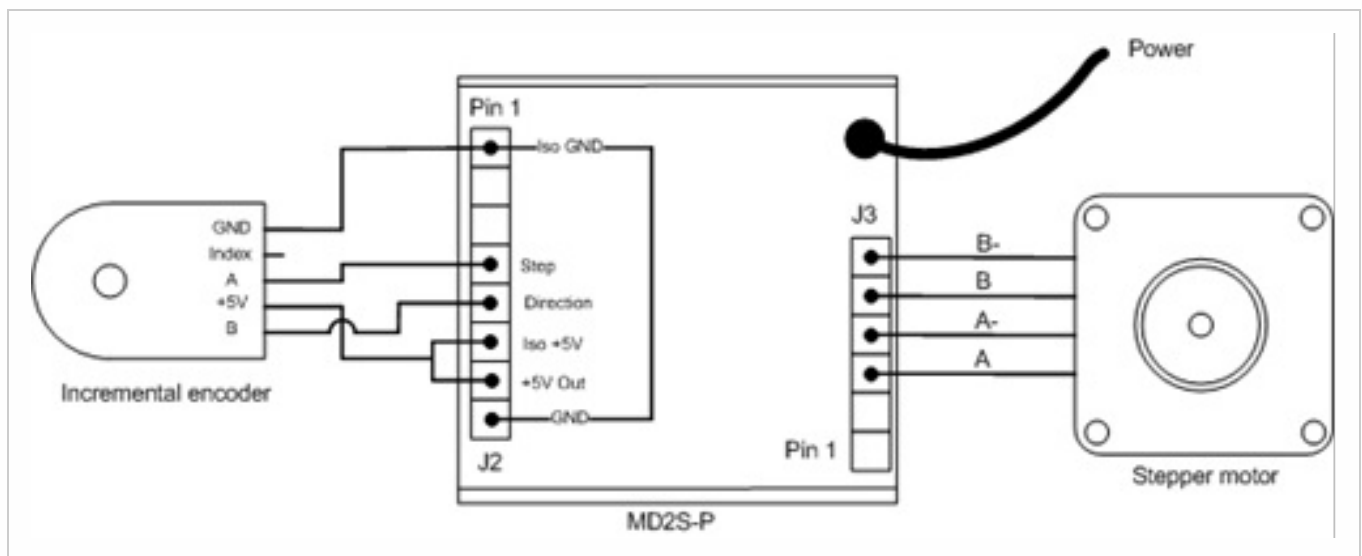 Power
Pin 1
Iso GND
J3
GND
Index
A
+5V
B
Step
Direction
Iso +5V
+5V Out
GND
B-
B
A-
A
Incremental encoder
J2
Pin 1
Stepper motor
MD2S-P